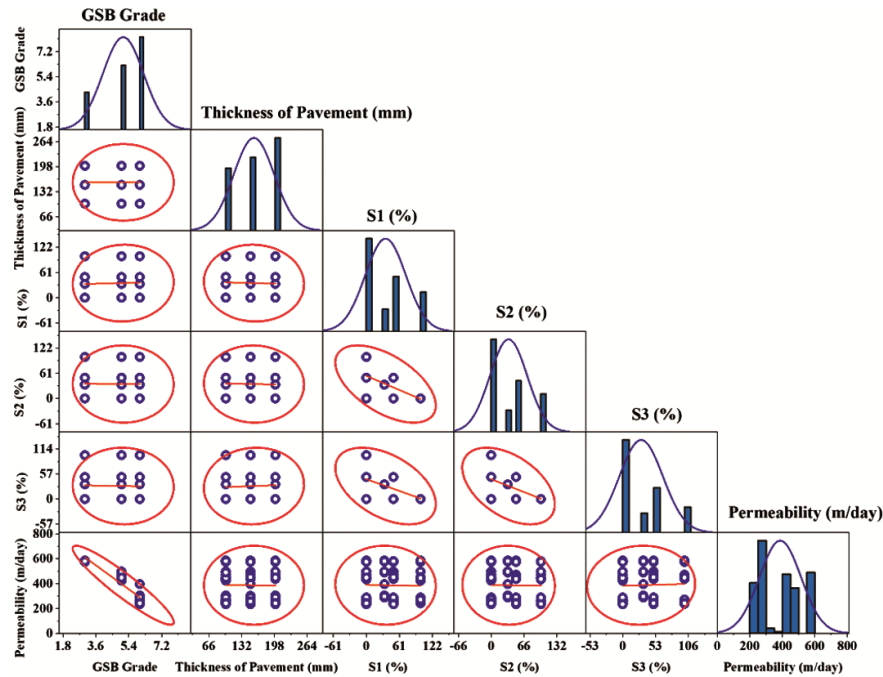 GSB Grade
GSB Grade
7.2
5.4
3.6
1.8
Thickness of Pavement (mm)
Thickness of Pavement (mm)
264
198
132
66
S1 (%)
S1 (%)
122
61
0
-61
S2 (%)
S2 (%)
122
61
0
-61
S3 (%)
S3 (%)
114
57
0
-57
Permeability (m/day)
Permeability (m/day)
800
600
400
200
0
1.8 3.6 5.4 7.2
66 132 198 264
-61 0 61 122
-66 0 66 132
-53 0 53 106
0 200 400 600 800
GSB Grade
Thickness of Pavement (mm)
S1 (%)
S2 (%)
S3 (%)
Permeability (m/day)